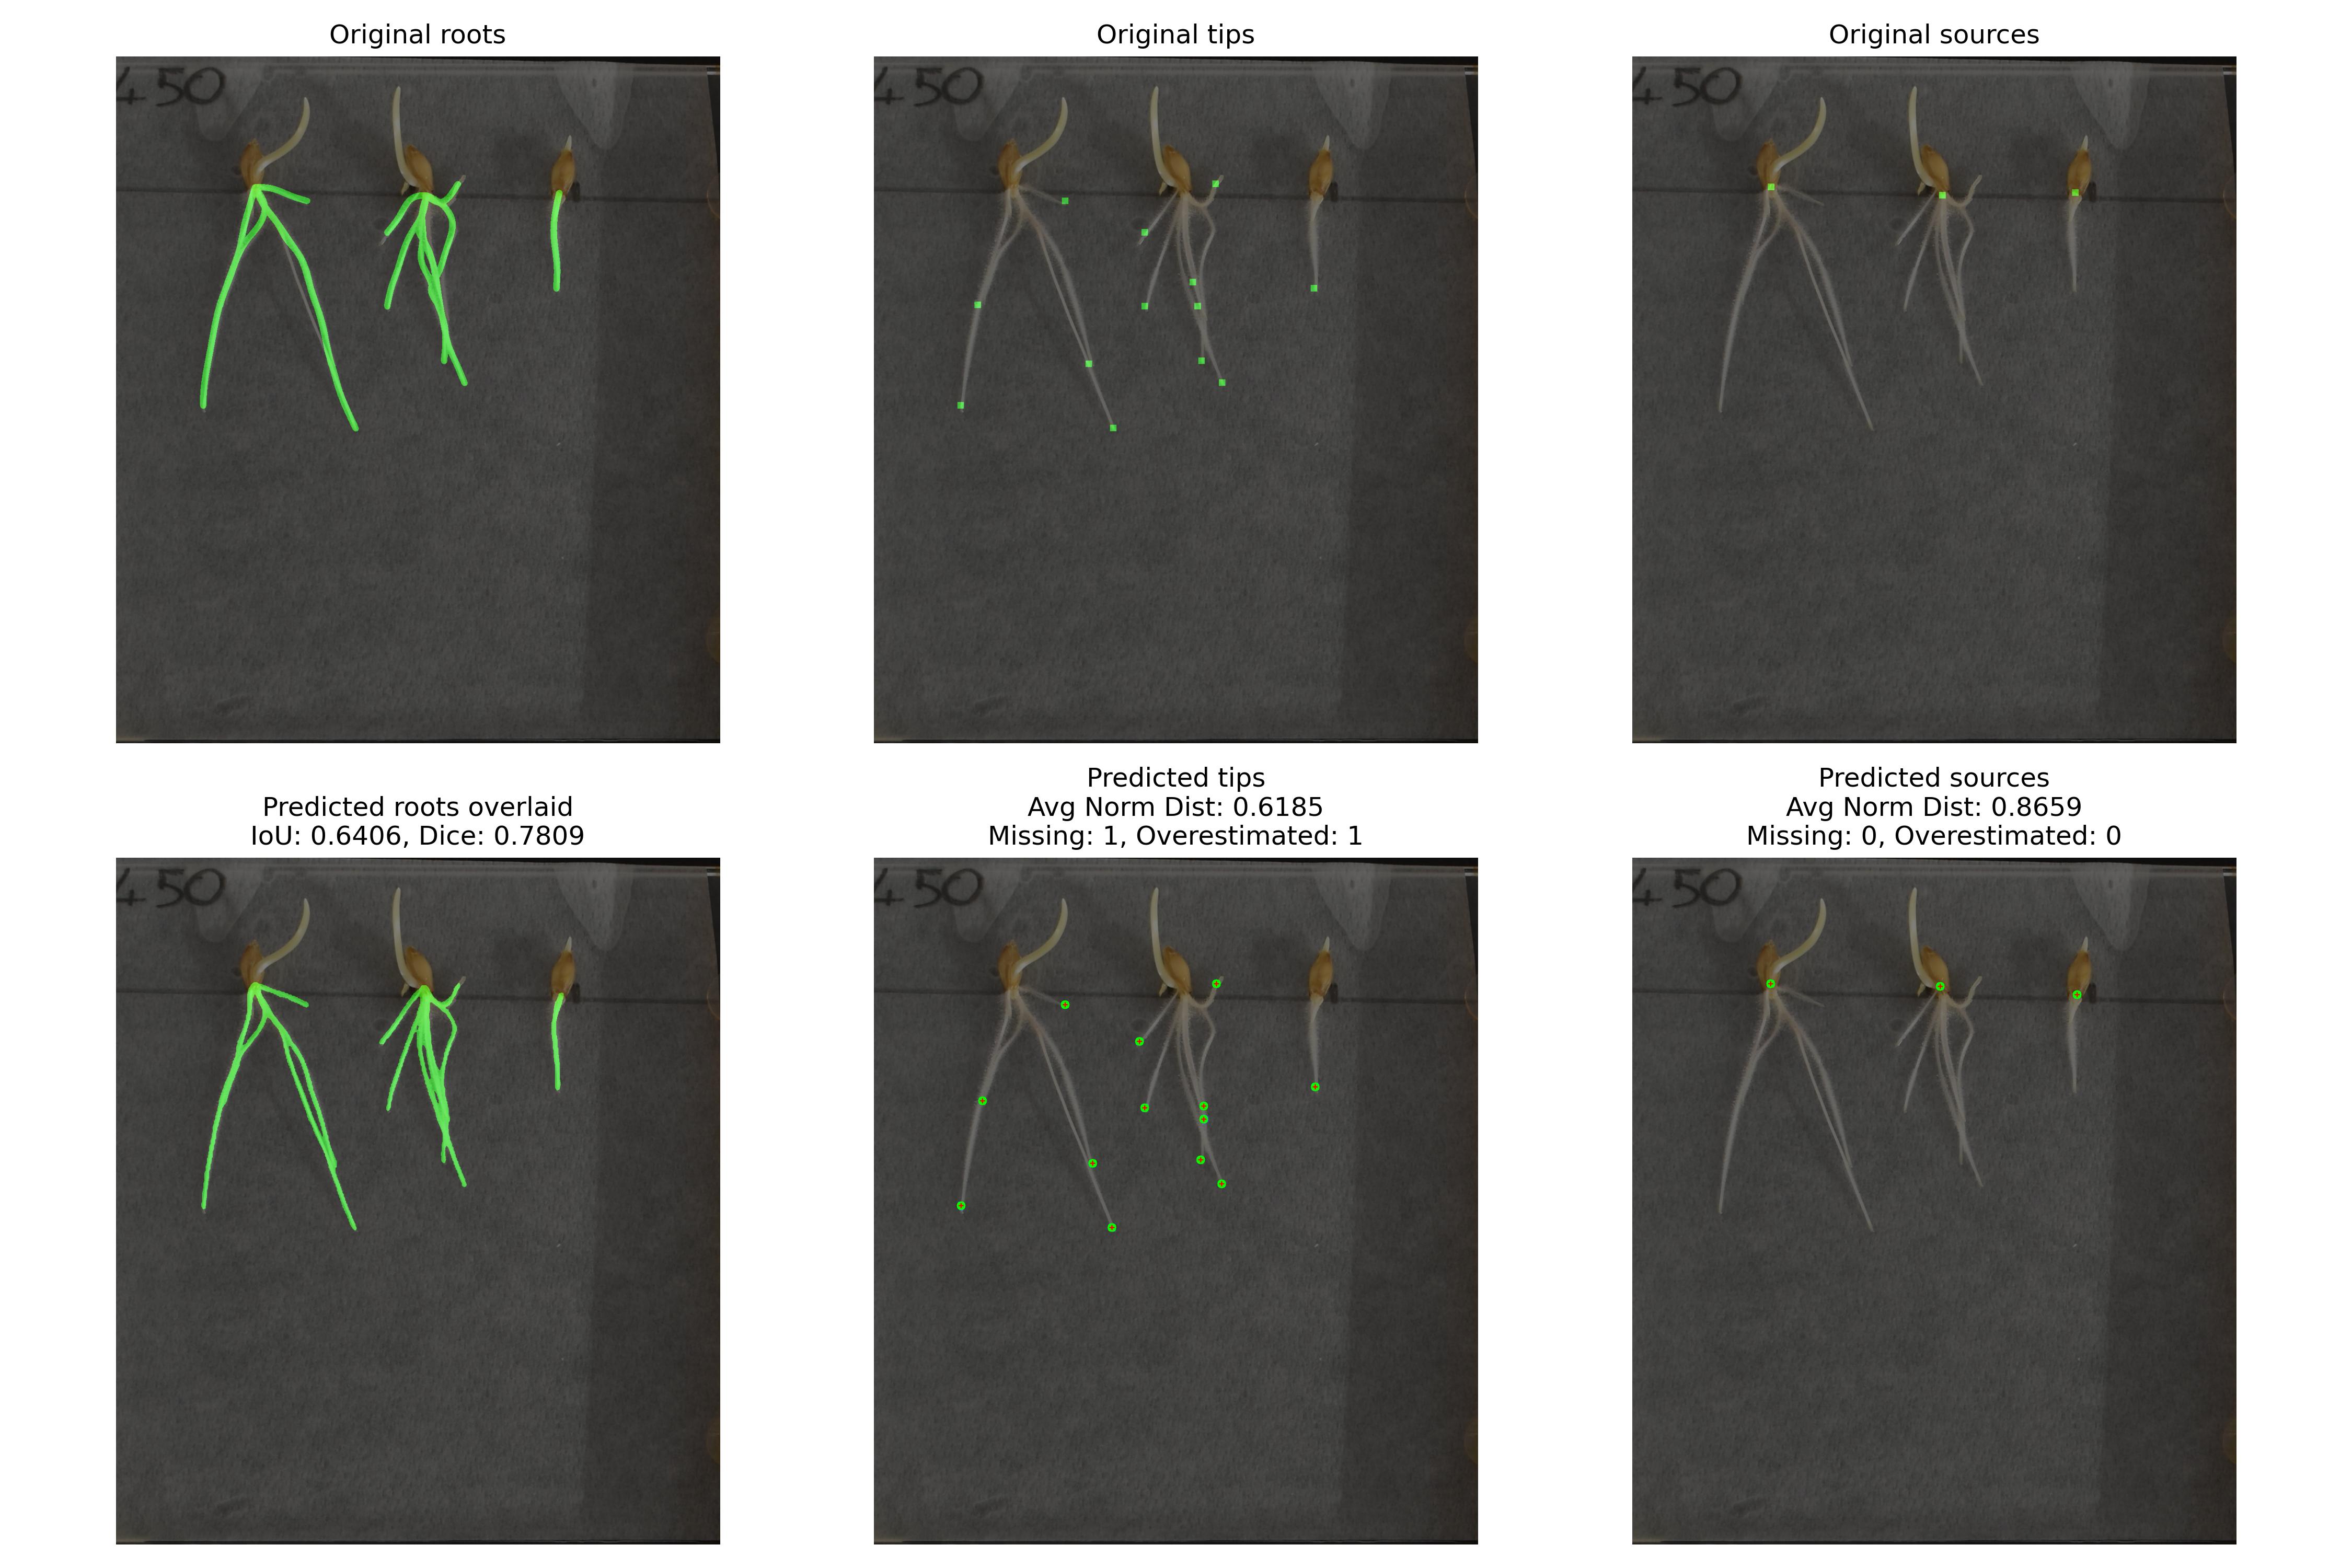 Original roots
Original tips
Original sources
450
450
450
Predicted roots overlaid
IoU: 0.6406, Dice: 0.7809
Predicted tips
Avg Norm Dist: 0.6185
Missing: 1, Overestimated: 1
Predicted sources
Avg Norm Dist: 0.8659
Missing: 0, Overestimated: 0
450
450
450